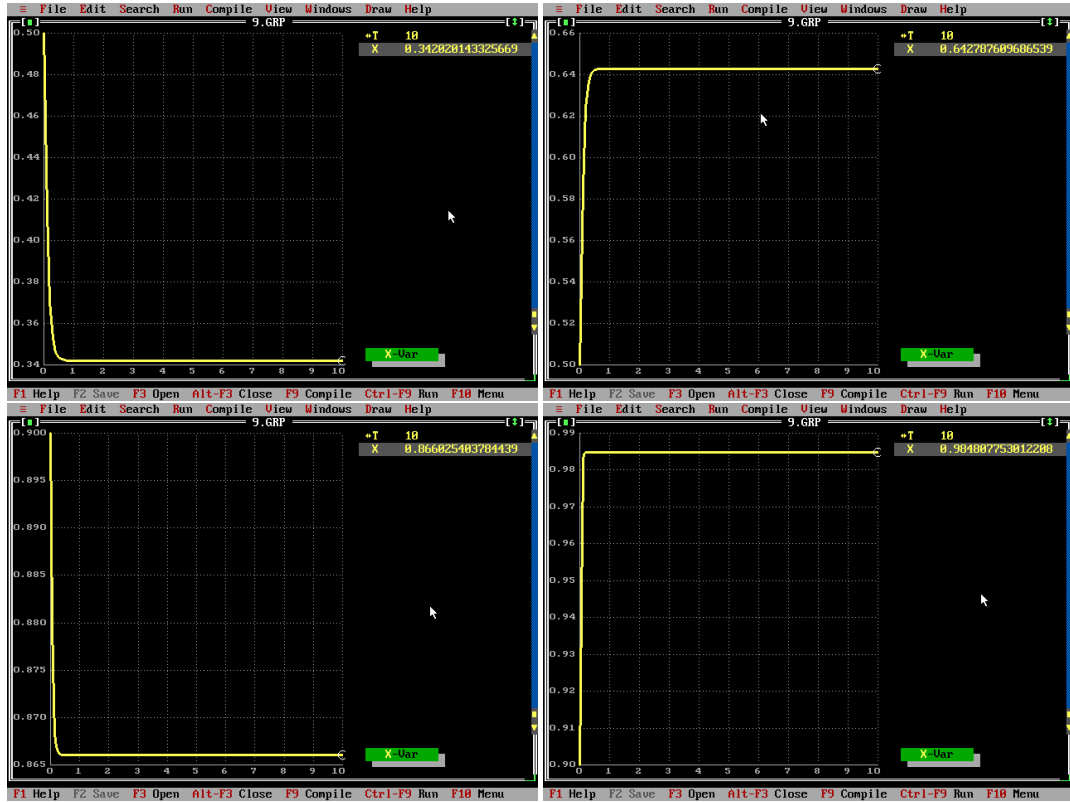 ≡ File Edit Search Run Compile View Windows Draw Help
[■] 9.GRP [↕]
0.50
0.48
0.46
0.44
0.42
0.40
0.38
0.36
0.34
0 1 2 3 4 5 6 7 8 9 10
↔T 10
X 0.342020143325669
X-Var
F1 Help F2 Save F3 Open Alt-F3 Close F9 Compile Ctrl-F9 Run F10 Menu
≡ File Edit Search Run Compile View Windows Draw Help
[■] 9.GRP [↕]
0.66
0.64
0.62
0.60
0.58
0.56
0.54
0.52
0.50
0 1 2 3 4 5 6 7 8 9 10
↔T 10
X 0.642787609686539
X-Var
F1 Help F2 Save F3 Open Alt-F3 Close F9 Compile Ctrl-F9 Run F10 Menu
≡ File Edit Search Run Compile View Windows Draw Help
[■] 9.GRP [↕]
0.900
0.895
0.890
0.885
0.880
0.875
0.870
0.865
0 1 2 3 4 5 6 7 8 9 10
↔T 10
X 0.866025403784439
X-Var
F1 Help F2 Save F3 Open Alt-F3 Close F9 Compile Ctrl-F9 Run F10 Menu
≡ File Edit Search Run Compile View Windows Draw Help
[■] 9.GRP [↕]
0.99
0.98
0.97
0.96
0.95
0.94
0.93
0.92
0.91
0.90
0 1 2 3 4 5 6 7 8 9 10
↔T 10
X 0.984807753012208
X-Var
F1 Help F2 Save F3 Open Alt-F3 Close F9 Compile Ctrl-F9 Run F10 Menu